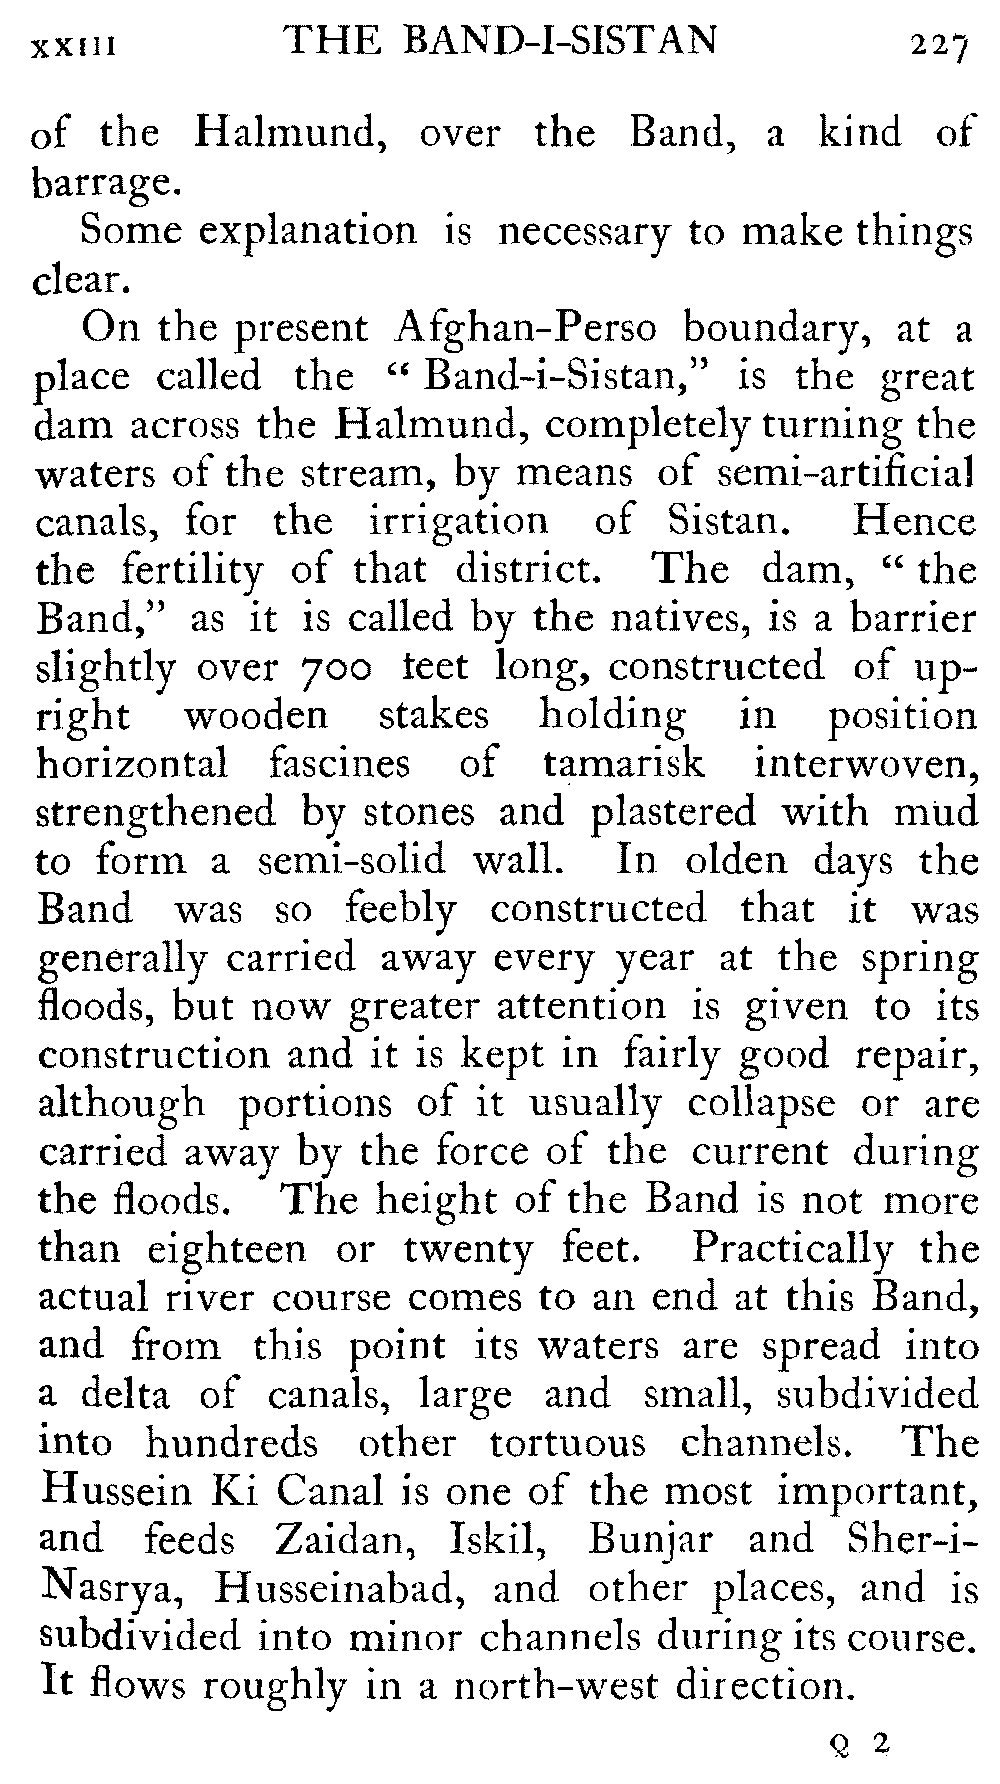 XXIII THE BAND-I-SISTAN 227
of the Halmund, over the Band, a kind of
barrage.
Some explanation is necessary to make things
clear.
On the present Afghan-Perso boundary, at a
place called the “ Band-i-Sistan,” is the great
dam across the Halmund, completely turning the
waters of the stream, by means of semi-artificial
canals, for the irrigation of Sistan. Hence
the fertility of that district. The dam, “ the
Band,” as it is called by the natives, is a barrier
slightly over 700 feet long, constructed of up-
right wooden stakes holding in position
horizontal fascines of tamarisk interwoven,
strengthened by stones and plastered with mud
to form a semi-solid wall. In olden days the
Band was so feebly constructed that it was
generally carried away every year at the spring
floods, but now greater attention is given to its
construction and it is kept in fairly good repair,
although portions of it usually collapse or are
carried away by the force of the current during
the floods. The height of the Band is not more
than eighteen or twenty feet. Practically the
actual river course comes to an end at this Band,
and from this point its waters are spread into
a delta of canals, large and small, subdivided
into hundreds other tortuous channels. The
Hussein Ki Canal is one of the most important,
and feeds Zaidan, Iskil, Bunjar and Sher-i-
Nasrya, Husseinabad, and other places, and is
subdivided into minor channels during its course.
It flows roughly in a north-west direction.
Q 2